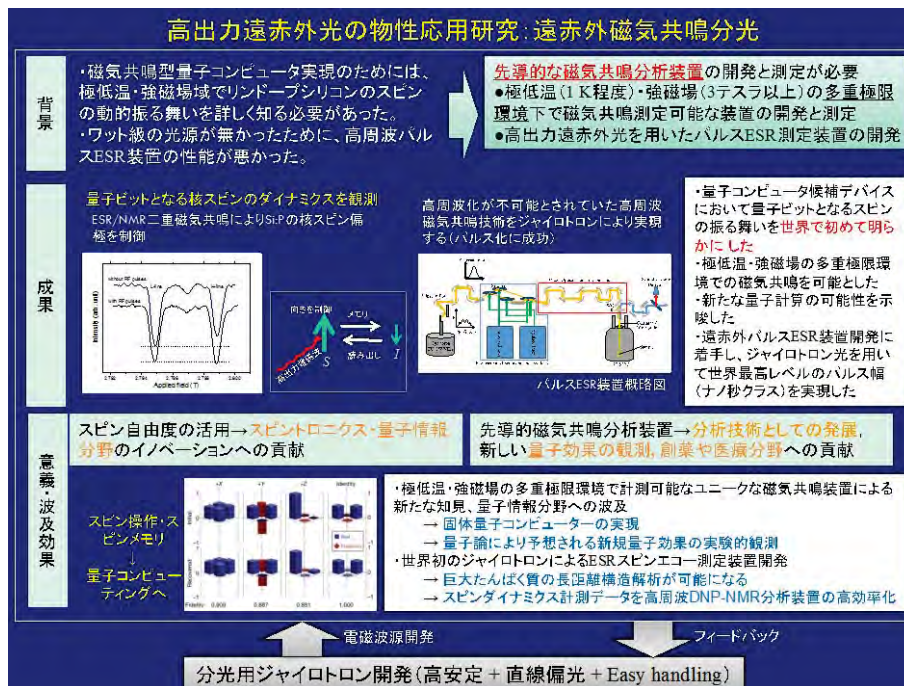 高出力遠赤外光の物性応用研究：遠赤外磁気共鳴分光
背景
・磁気共鳴型量子コンピュータ実現のためには、
極低温・強磁場域でリンドープシリコンのスピン
の動的振る舞いを詳しく知る必要があった。
・ワット級の光源が無かったために、高周波パル
スESR装置の性能が悪かった。
先導的な磁気共鳴分析装置の開発と測定が必要
●極低温(1 K程度)・強磁場(3テスラ以上)の多重極限
環境下で磁気共鳴測定可能な装置の開発と測定
●高出力遠赤外光を用いたパルスESR測定装置の開発
成果
量子ビットとなる核スピンのダイナミクスを観測
ESR/NMR二重磁気共鳴によりSi:Pの核スピン偏
極を制御
without RF pulses
with RF pulses
Intensity (arb. unit)
Applied field (T)
向きを制御
メモリ
読み出し
高出力電磁波
S
I
高周波化が不可能とされていた高周波
磁気共鳴技術をジャイロトロンにより実現
する(パルス化に成功)
パルスESR装置概略図
・量子コンピュータ候補デバイス
において量子ビットとなるスピン
の振る舞いを世界で初めて明ら
かにした
・極低温・強磁場の多重極限環
境での磁気共鳴を可能とした
・新たな量子計算の可能性を示
唆した
・遠赤外パルスESR装置開発に
着手し、ジャイロトロン光を用い
て世界最高レベルのパルス幅
(ナノ秒クラス)を実現した
意義・波及効果
スピン自由度の活用→スピントロニクス・量子情報
分野のイノベーションへの貢献
先導的磁気共鳴分析装置→分析技術としての発展,
新しい量子効果の観測, 創薬や医療分野への貢献
スピン操作・ス
ピンメモリ
↓
量子コンピュー
ティングへ
+X +Y +Z Identity
Initial
Recovered
Fidelity
1.000
・極低温・強磁場の多重極限環境で計測可能なユニークな磁気共鳴装置による
新たな知見、量子情報分野への波及
→ 固体量子コンピューターの実現
→ 量子論により予想される新規量子効果の実験的観測
・世界初のジャイロトロンによるESRスピンエコー測定装置開発
→ 巨大たんぱく質の長距離構造解析が可能になる
→ スピンダイナミクス計測データを高周波DNP-NMR分析装置の高効率化
電磁波源開発
フィードバック
分光用ジャイロトロン開発(高安定 + 直線偏光 + Easy handling)